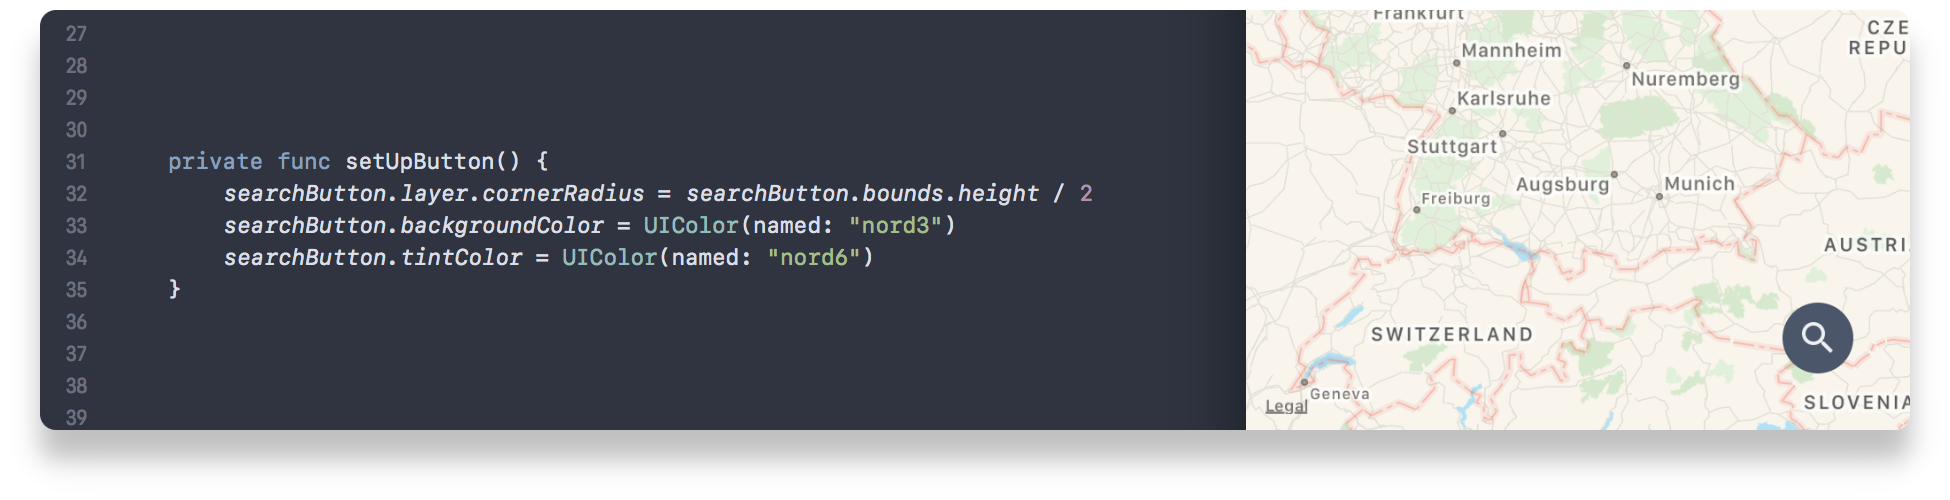 27
28
29
30
31 private func setUpButton() {
32 searchButton.layer.cornerRadius = searchButton.bounds.height / 2
33 searchButton.backgroundColor = UIColor(named: "nord3")
34 searchButton.tintColor = UIColor(named: "nord6")
35 }
36
37
38
39
Frankfurt
CZE
REPU
Mannheim
Nuremberg
Karlsruhe
Stuttgart
Augsburg
Munich
Freiburg
AUSTRI
SWITZERLAND
Geneva
Legal
SLOVENIA